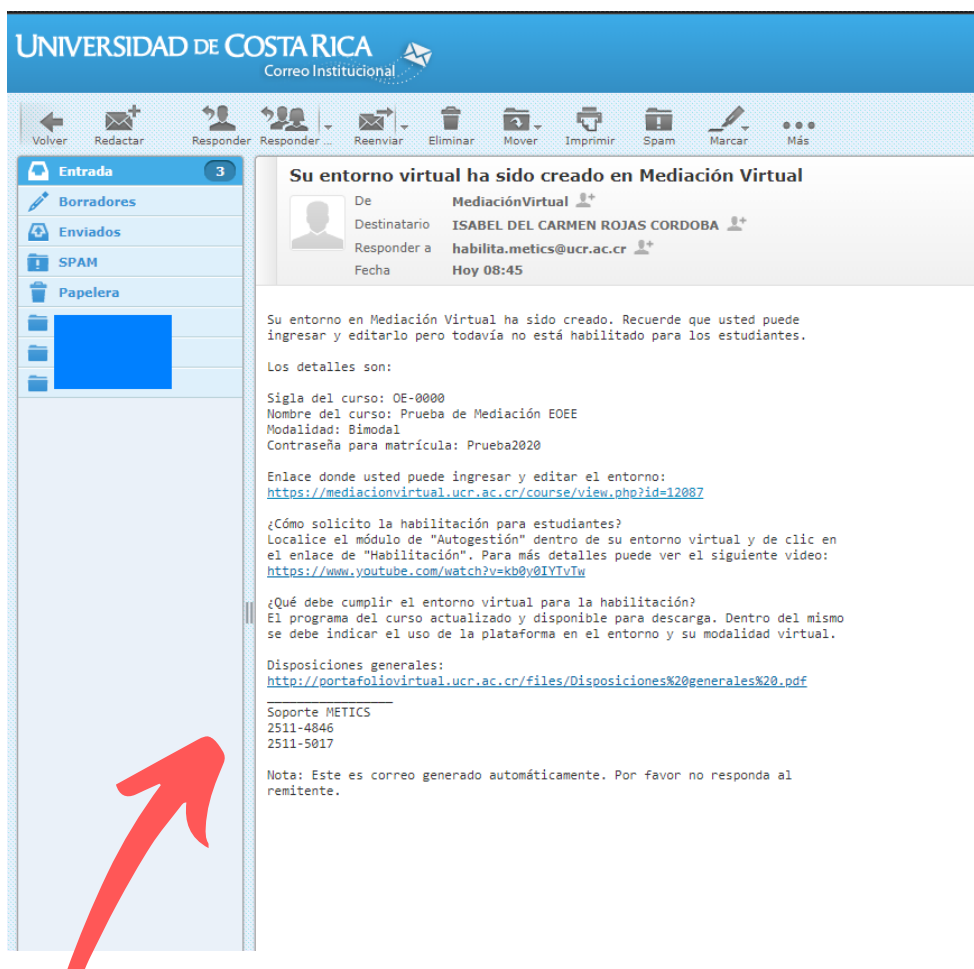 UNIVERSIDAD DE COSTA RICA
Correo Institucional
Volver Redactar Responder Responder ... Reenviar Eliminar Mover Imprimir Spam Marcar Más
Entrada 3
Borradores
Enviados
SPAM
Papelera
Su entorno virtual ha sido creado en Mediación Virtual
De MediaciónVirtual
Destinatario ISABEL DEL CARMEN ROJAS CORDOBA
Responder a habilita.metics@ucr.ac.cr
Fecha Hoy 08:45
Su entorno en Mediación Virtual ha sido creado. Recuerde que usted puede
ingresar y editarlo pero todavía no está habilitado para los estudiantes.
Los detalles son:
Sigla del curso: OE-0000
Nombre del curso: Prueba de Mediación EOEE
Modalidad: Bimodal
Contraseña para matrícula: Prueba2020
Enlace donde usted puede ingresar y editar el entorno:
https://mediacionvirtual.ucr.ac.cr/course/view.php?id=12087
¿Cómo solicito la habilitación para estudiantes?
Localice el módulo de "Autogestión" dentro de su entorno virtual y de clic en
el enlace de "Habilitación". Para más detalles puede ver el siguiente video:
https://www.youtube.com/watch?v=kb0y0IYTvTw
¿Qué debe cumplir el entorno virtual para la habilitación?
El programa del curso actualizado y disponible para descarga. Dentro del mismo
se debe indicar el uso de la plataforma en el entorno y su modalidad virtual.
Disposiciones generales:
http://portafoliovirtual.ucr.ac.cr/files/Disposiciones%20generales%20.pdf
_________________
Soporte METICS
2511-4846
2511-5017
Nota: Este es correo generado automáticamente. Por favor no responda al
remitente.